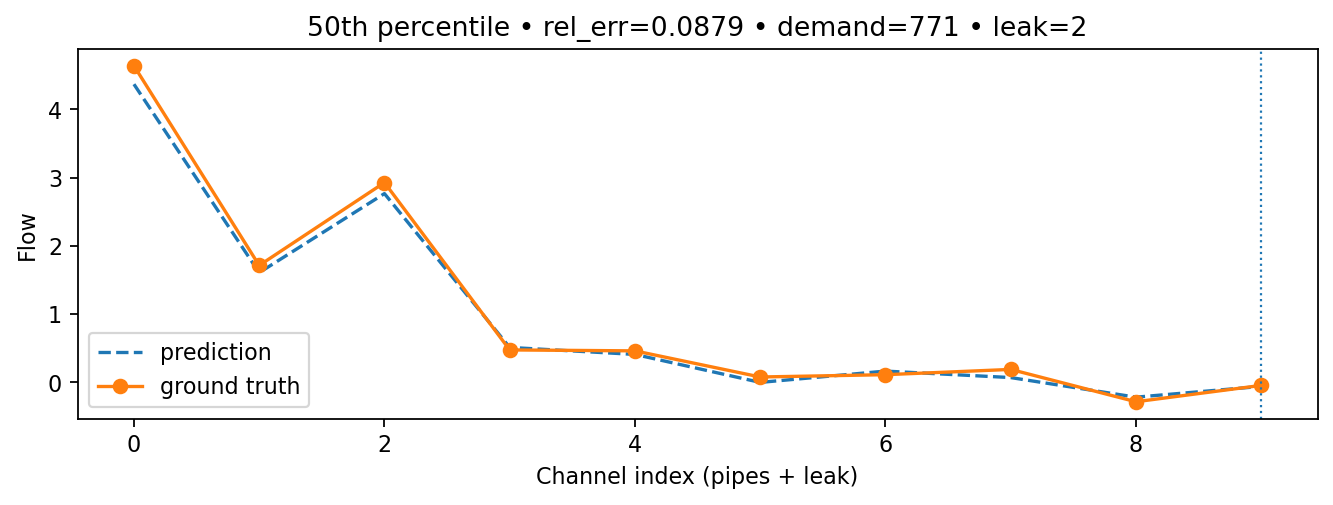 50th percentile • rel_err=0.0879 • demand=771 • leak=2
Flow
4
3
2
1
0
prediction
ground truth
0 2 4 6 8
Channel index (pipes + leak)